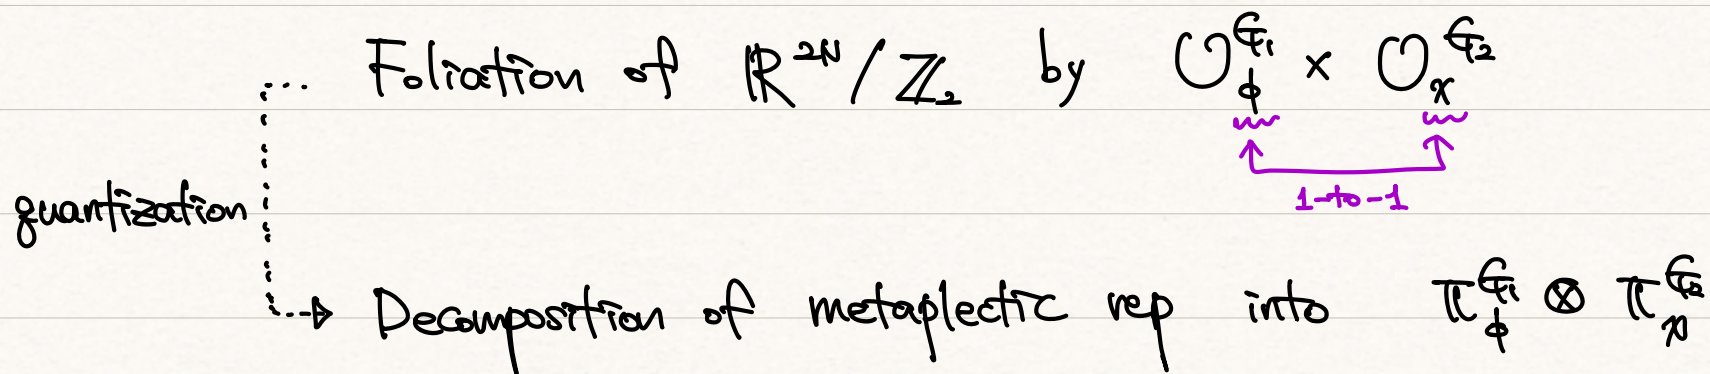 Foliation of ℝ^{2N}/ℤ₂ by O_ϕ^{G₁} × O_χ^{G₂}
1-to-1
quantization
Decomposition of metaplectic rep into π_ϕ^{G₁} ⊗ π_χ^{G₂}